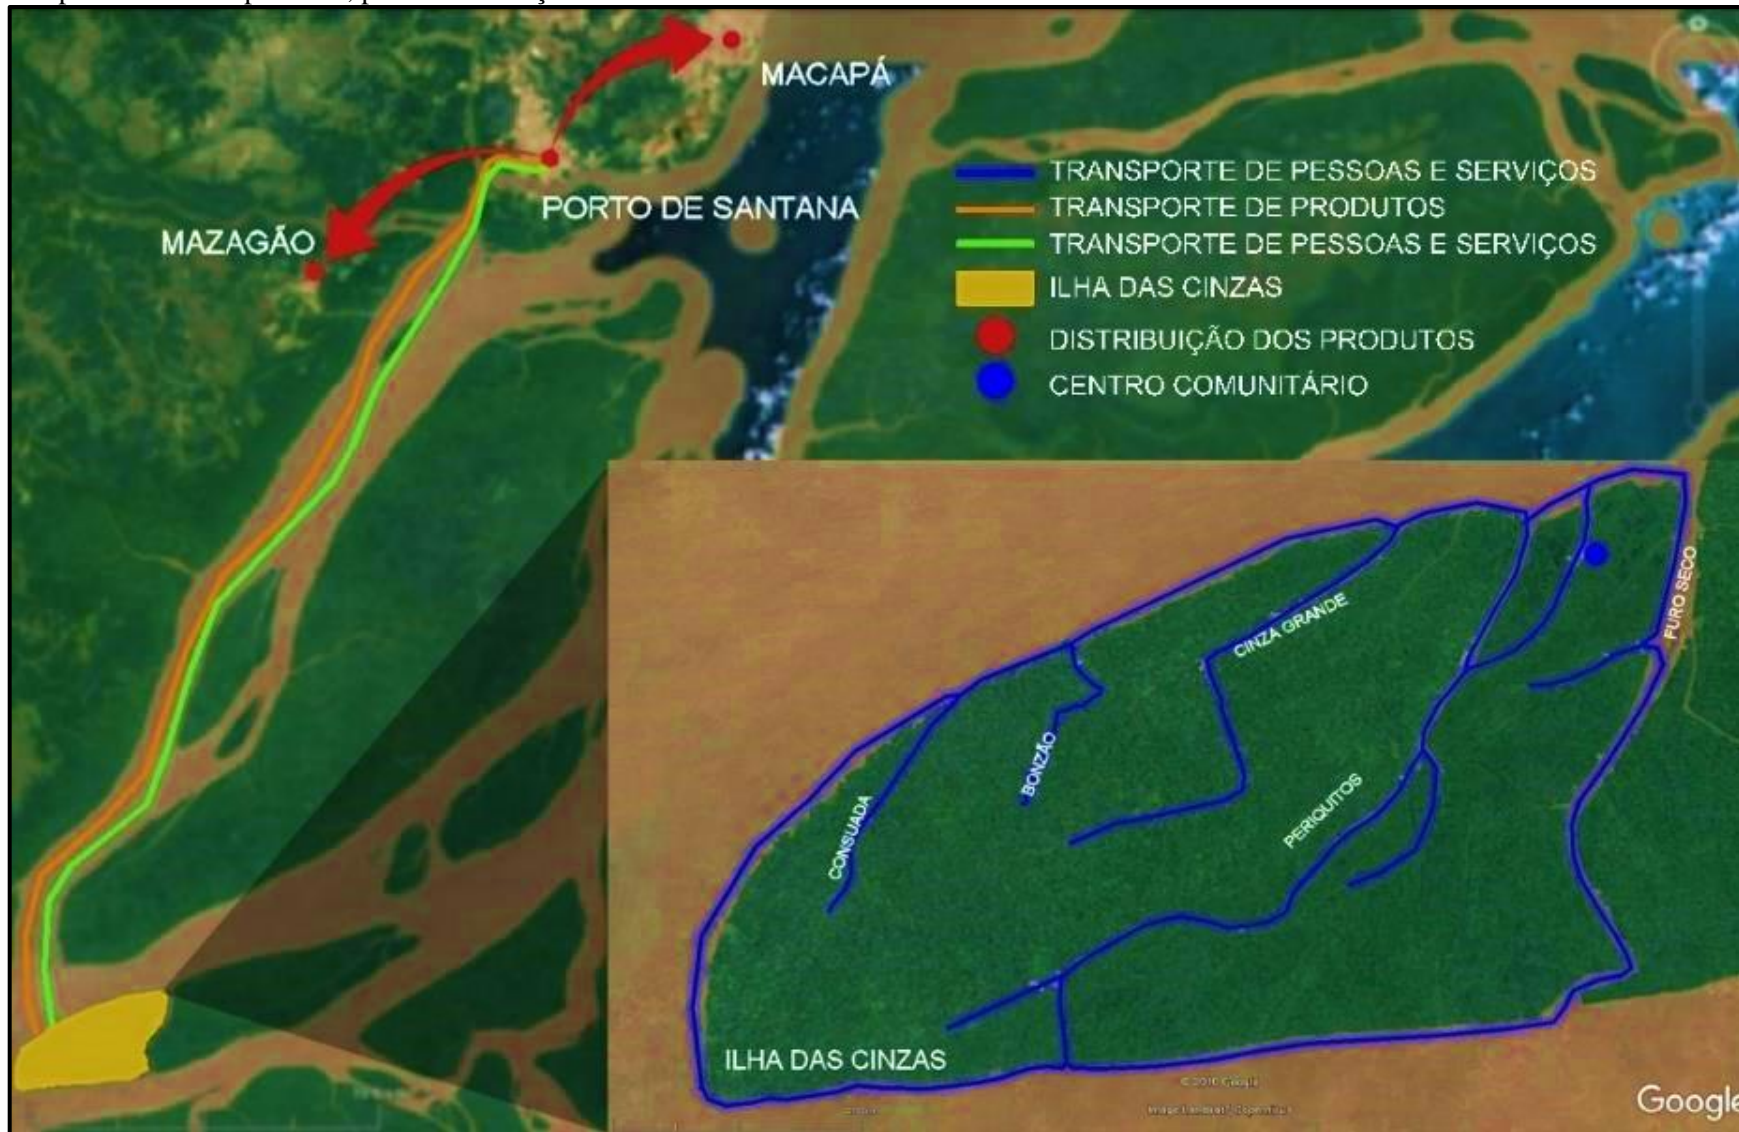 MACAPÁ
PORTO DE SANTANA
MAZAGÃO
TRANSPORTE DE PESSOAS E SERVIÇOS
TRANSPORTE DE PRODUTOS
TRANSPORTE DE PESSOAS E SERVIÇOS
ILHA DAS CINZAS
DISTRIBUIÇÃO DOS PRODUTOS
CENTRO COMUNITÁRIO
FURO SECO
CINZA GRANDE
BONZÃO
PERIQUITOS
CONSUADA
ILHA DAS CINZAS
Google